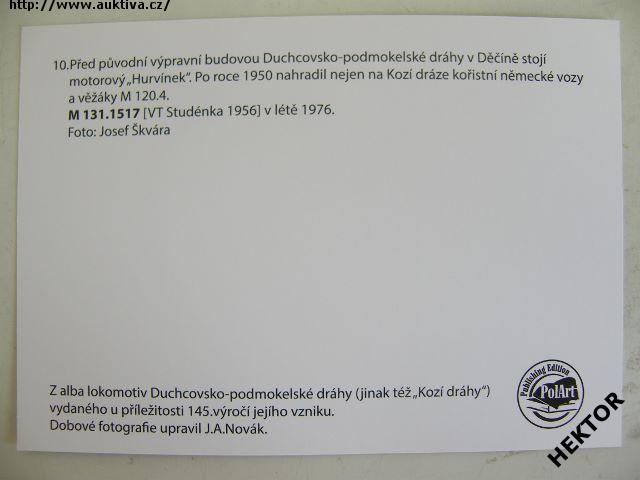 http://www.auktiva.cz/
10.Před původní výpravní budovou Duchcovsko-podmokelské dráhy v Děčíně stojí
motorový„Hurvínek“. Po roce 1950 nahradil nejen na Kozí dráze kořistní německé vozy
a věžáky M 120.4.
M 131.1517 [VT Studénka 1956] v létě 1976.
Foto: Josef Škvára
Z alba lokomotiv Duchcovsko-podmokelské dráhy (jinak též„Kozí dráhy“)
vydaného u příležitosti 145.výročí jejího vzniku.
Dobové fotografie upravil J.A.Novák.
Publishing Edition
PolArt
HEKTOR